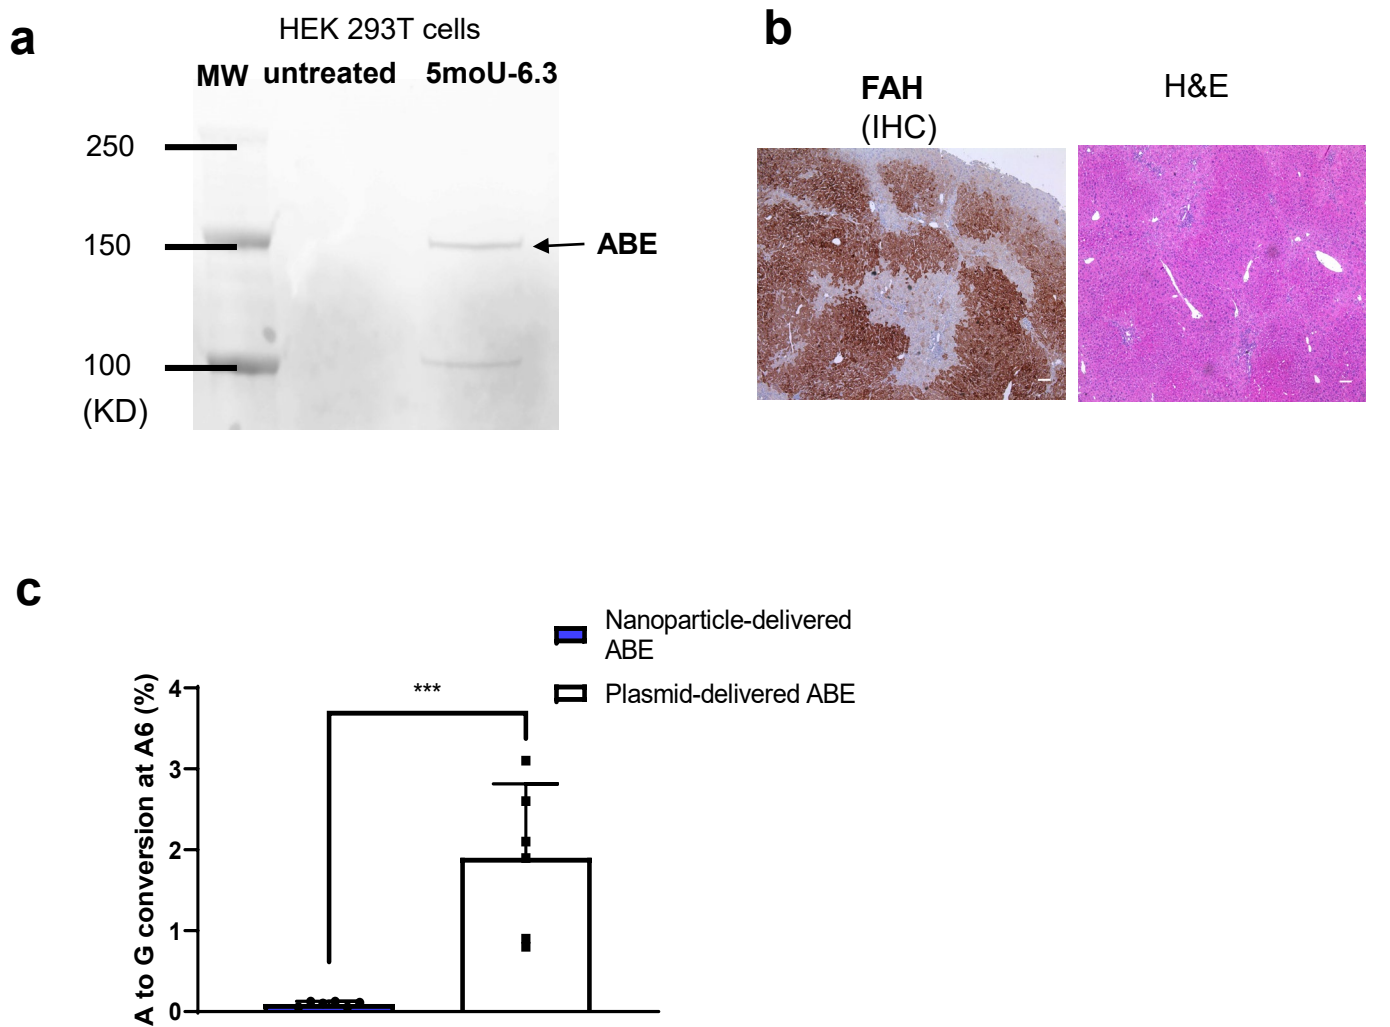 a
HEK 293T cells
MW untreated 5moU-6.3
250
150
ABE
100
(KD)
b
FAH
(IHC)
H&E
c
Nanoparticle-delivered
ABE
Plasmid-delivered ABE
A to G conversion at A6 (%)
4
3
2
1
0
***